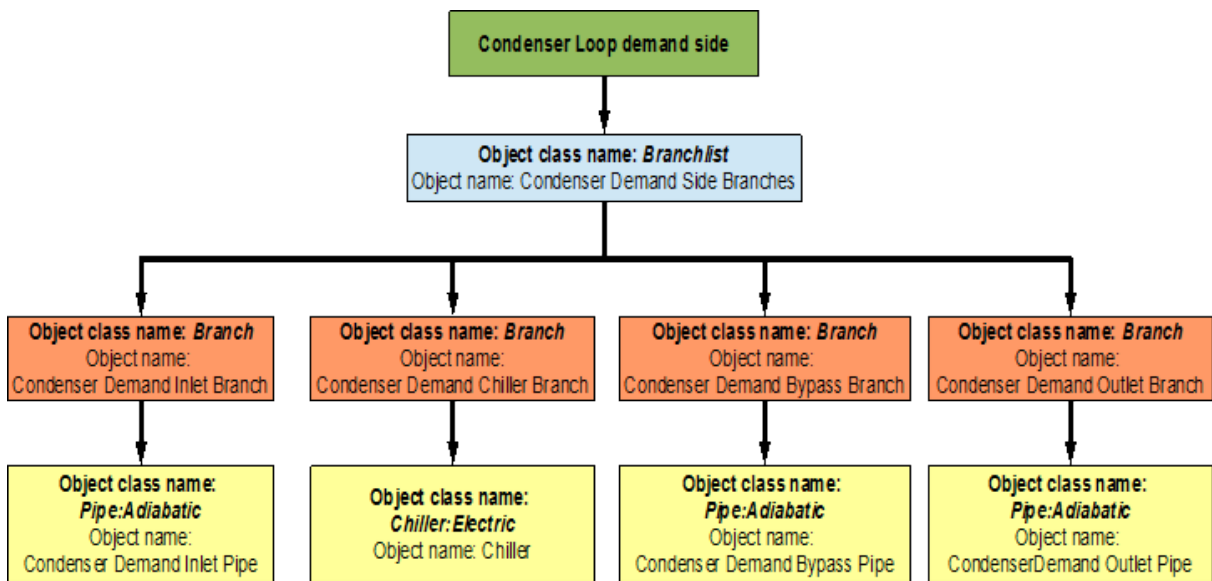 Condenser Loop demand side
Object class name: Branchlist
Object name: Condenser Demand Side Branches
Object class name: Branch
Object name:
Condenser Demand Inlet Branch
Object class name: Branch
Object name:
Condenser Demand Chiller Branch
Object class name: Branch
Object name:
Condenser Demand Bypass Branch
Object class name: Branch
Object name:
Condenser Demand Outlet Branch
Object class name:
Pipe:Adiabatic
Object name:
Condenser Demand Inlet Pipe
Object class name:
Chiller:Electric
Object name: Chiller
Object class name:
Pipe:Adiabatic
Object name:
Condenser Demand Bypass Pipe
Object class name:
Pipe:Adiabatic
Object name:
CondenserDemand Outlet Pipe